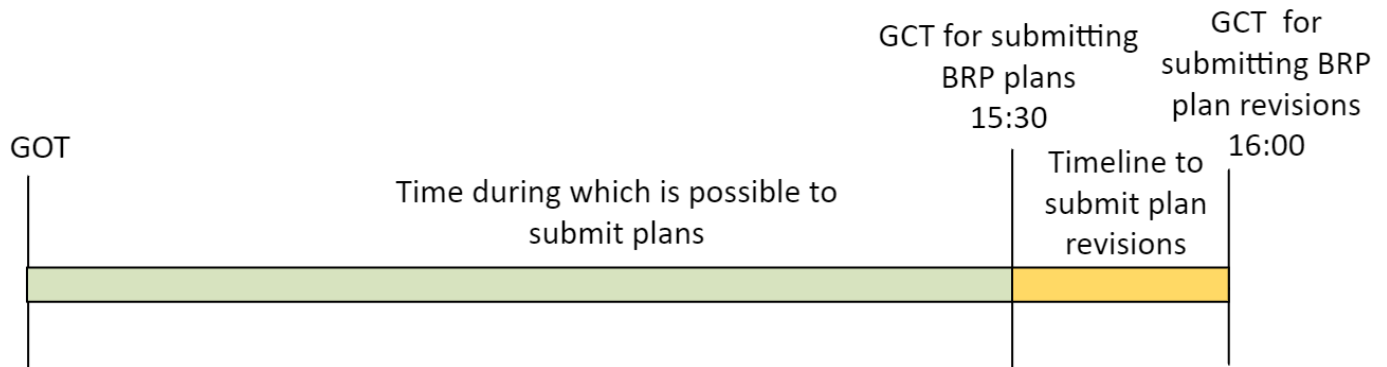 GOT
Time during which is possible to
submit plans
GCT for submitting
BRP plans
15:30
Timeline to
submit plan
revisions
GCT for
submitting BRP
plan revisions
16:00